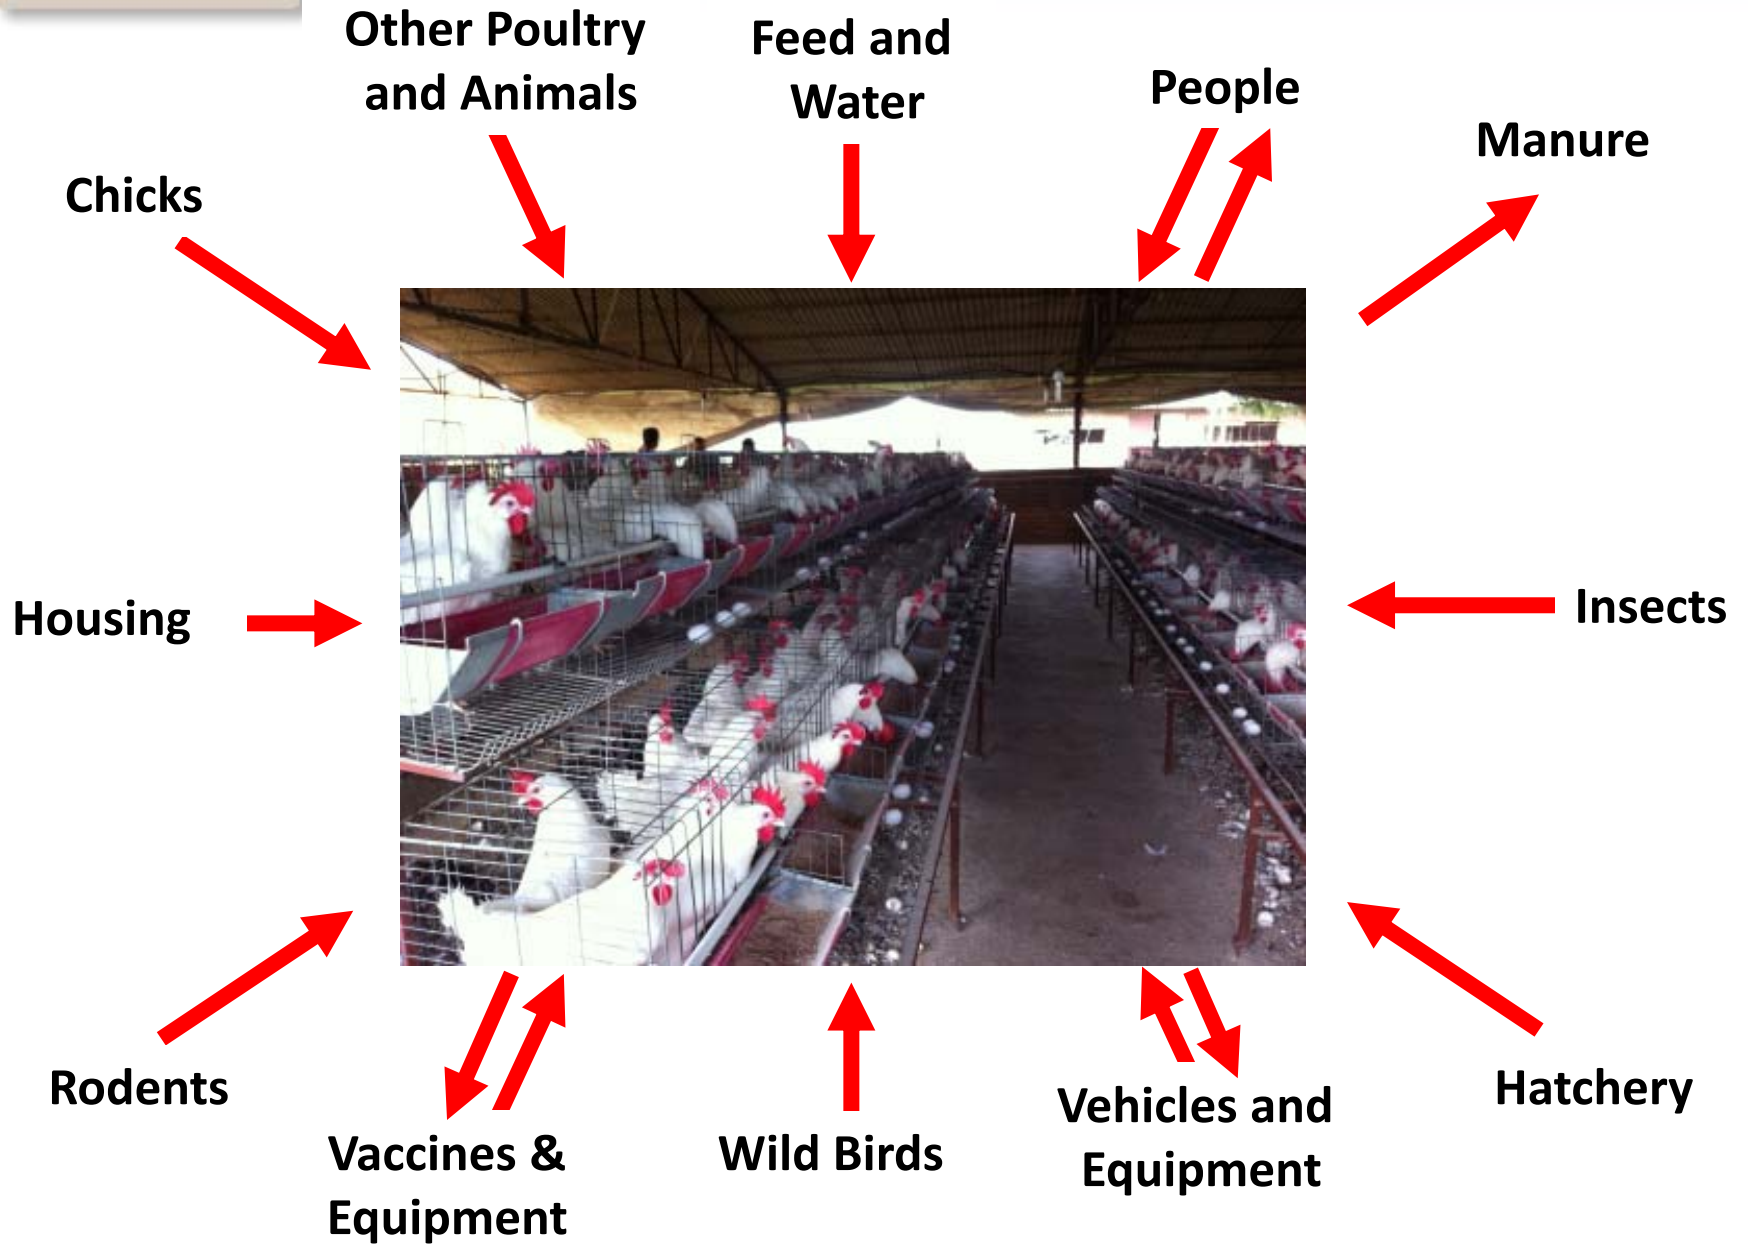 Other Poultry
and Animals
Feed and
Water
People
Manure
Chicks
Housing
Insects
Rodents
Hatchery
Vaccines &
Equipment
Wild Birds
Vehicles and
Equipment